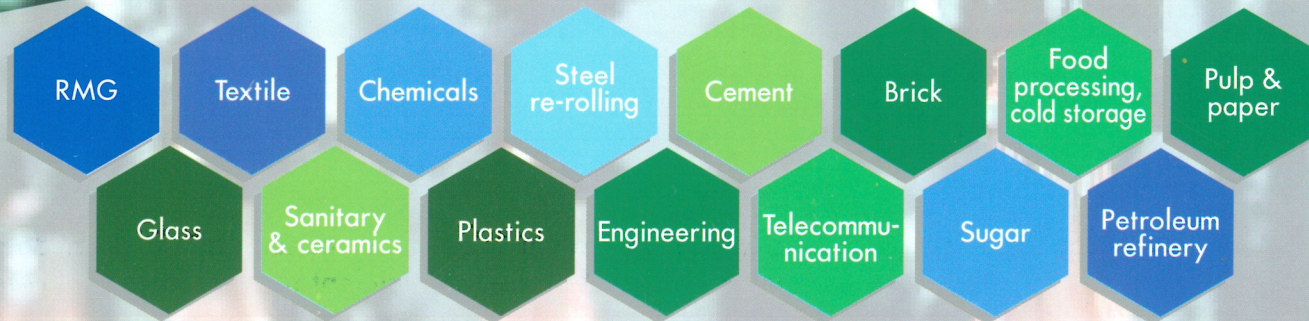 RMG
Textile
Chemicals
Steel
re-rolling
Cement
Brick
Food
processing,
cold storage
Pulp &
paper
Glass
Sanitary
& ceramics
Plastics
Engineering
Telecommu-
nication
Sugar
Petroleum
refinery